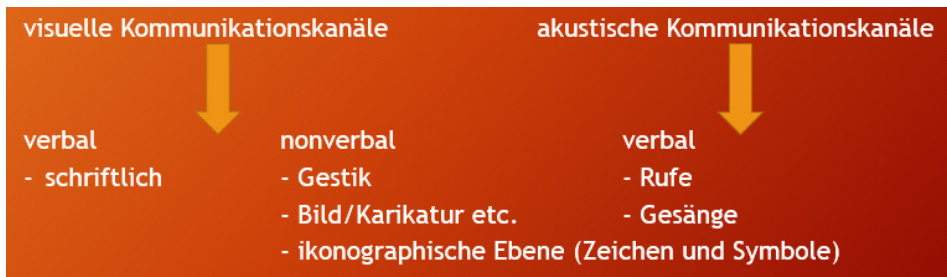 visuelle Kommunikationskanäle akustische Kommunikationskanäle
verbal nonverbal verbal
- schriftlich - Gestik - Rufe
- Bild/Karikatur etc. - Gesänge
- ikonographische Ebene (Zeichen und Symbole)